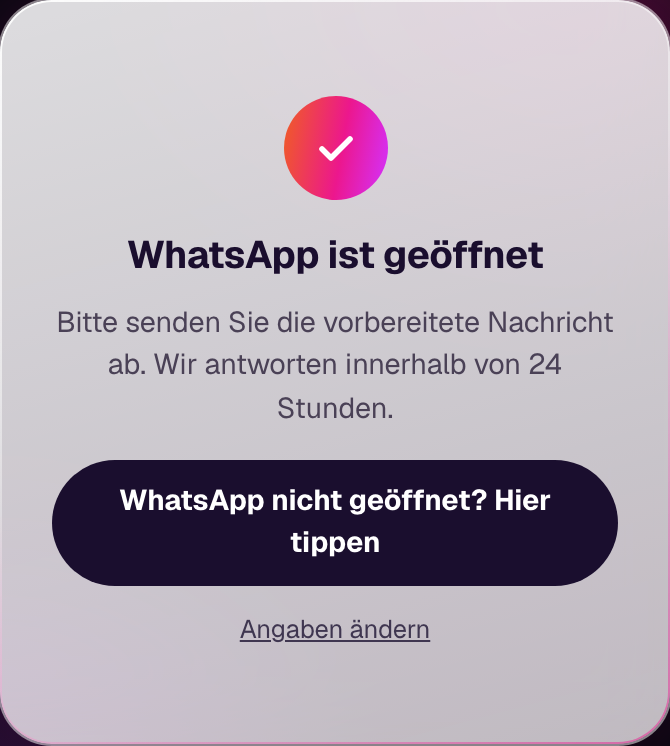 WhatsApp ist geöffnet
Bitte senden Sie die vorbereitete Nachricht
ab. Wir antworten innerhalb von 24
Stunden.
WhatsApp nicht geöffnet? Hier
tippen
Angaben ändern